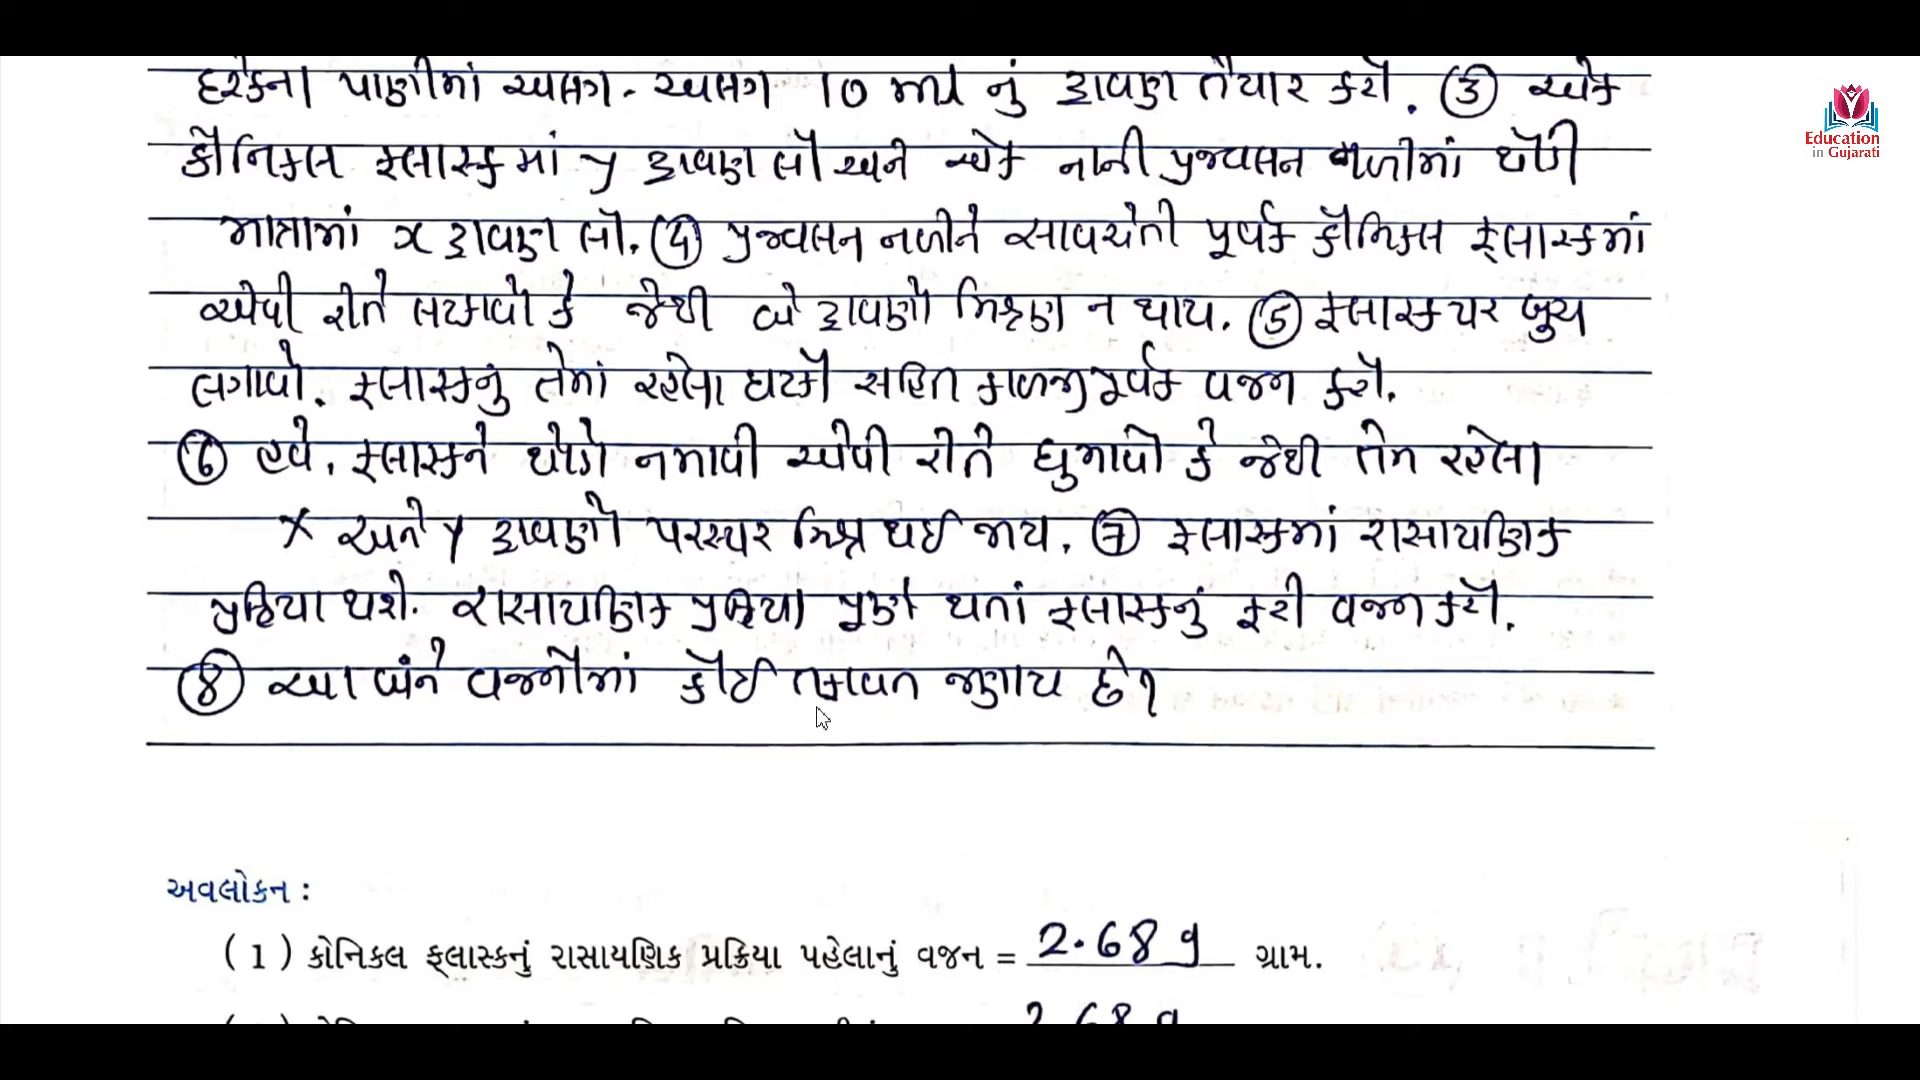 દરેકના પાણીમાં અલગ-અલગ 10 ml નું દ્રાવણ તૈયાર કરો. (3) એક
કૉનિકલ ફ્લાસ્કમાં y દ્રાવણ લો અને એક નાની પ્રજ્વલન નળીમાં થોડી
માત્રામાં x દ્રાવણ લો. (4) પ્રજ્વલન નળીને સાવચેતી પૂર્વક કૉનિકલ ફ્લાસ્કમાં
એવી રીતે લટકાવો કે જેથી બે દ્રાવણો મિશ્રણ ન થાય. (5) ફ્લાસ્ક પર બુચ
લગાવો. ફ્લાસ્કનું તેમાં રહેલા ઘટકો સહિત કાળજીપૂર્વક વજન કરો.
(6) હવે, ફ્લાસ્કને થોડો નમાવી એવી રીતે ઘુમાવો કે જેથી તેમ રહેલા
X અને Y દ્રાવણો પરસ્પર મિશ્ર થઈ જાય. (7) ફ્લાસ્કમાં રાસાયણિક
પ્રક્રિયા થશે. રાસાયણિક પ્રક્રિયા પૂર્ણ થતાં ફ્લાસ્કનું ફરી વજન કરો.
(8) આ બંને વજનોમાં કોઈ તફાવત જણાય છે?
અવલોકન :
( 1 ) કોનિકલ ફ્લાસ્કનું રાસાયણિક પ્રક્રિયા પહેલાનું વજન = 2.68 g ગ્રામ.
2.68 g
Education
in Gujarati